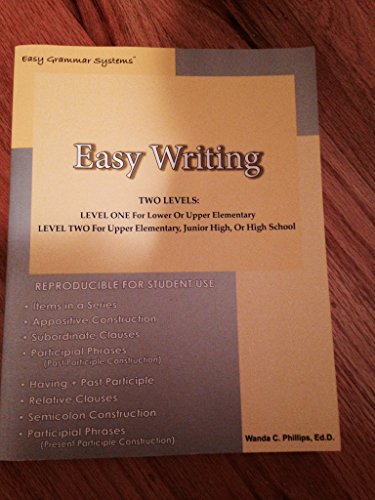 Easy Grammar Systems™
Easy Writing
TWO LEVELS:
LEVEL ONE For Lower Or Upper Elementary
LEVEL TWO For Upper Elementary, Junior High, Or High School
REPRODUCIBLE FOR STUDENT USE
• Items in a Series
• Appositive Construction
• Subordinate Clauses
• Participial Phrases
(Past Participle Construction)
• Having + Past Participle
• Relative Clauses
• Semicolon Construction
• Participial Phrases
(Present Participle Construction)
Wanda C. Phillips, Ed.D.